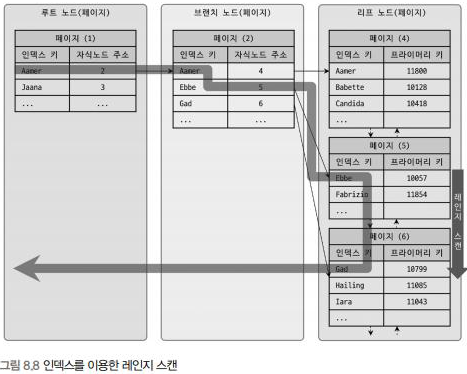 루트 노드(페이지)
페이지 (1)
인덱스 키 자식노드 주소
Aamer 2
Jaana 3
... ...
브랜치 노드(페이지)
페이지 (2)
인덱스 키 자식노드 주소
Aamer 4
Ebbe 5
Gad 6
... ...
리프 노드(페이지)
페이지 (4)
인덱스 키 프라이머리 키
Aamer 11800
Babette 10128
Candida 10418
...
페이지 (5)
인덱스 키 프라이머리 키
Ebbe 10057
Fabrizio 11854
...
페이지 (6)
인덱스 키 프라이머리 키
Gad 10799
Hailing 11085
Iara 11043
...
레인지 스캔
그림 8.8 인덱스를 이용한 레인지 스캔